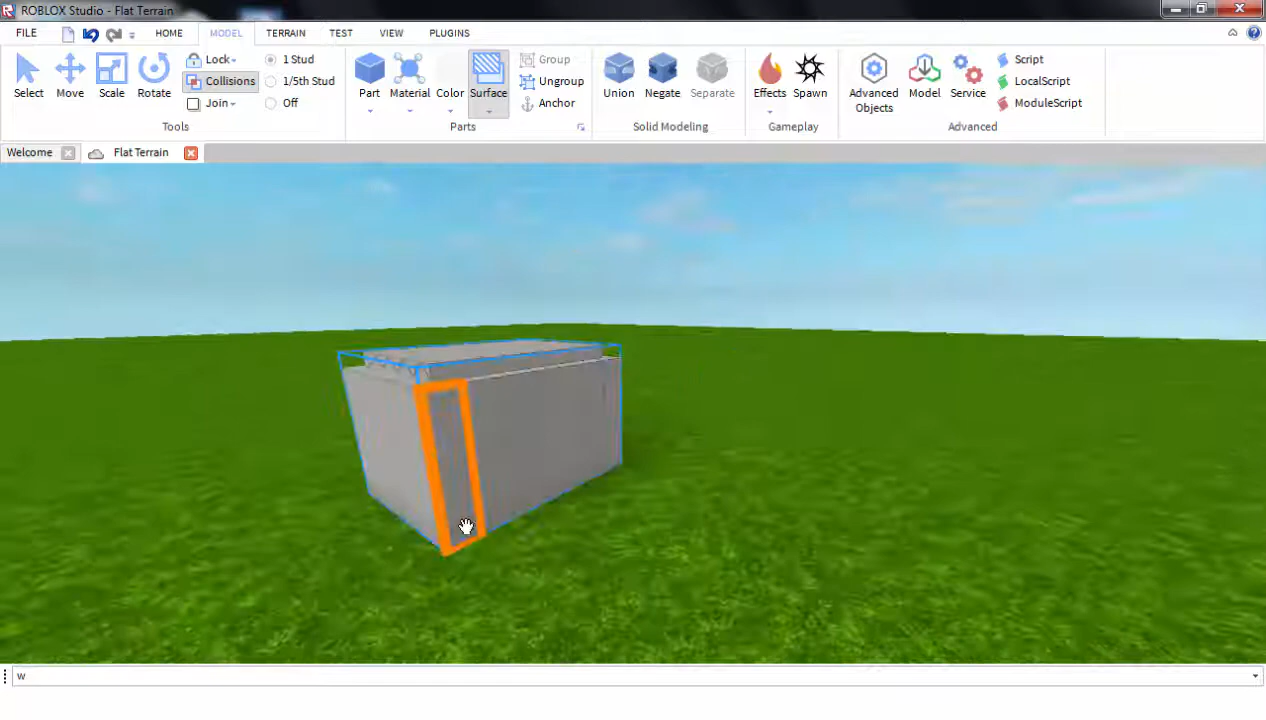 ROBLOX Studio - Flat Terrain
FILE HOME MODEL TERRAIN TEST VIEW PLUGINS
Select Move Scale Rotate Lock Collisions Join 1 Stud 1/5th Stud Off Tools
Part Material Color Surface Group Ungroup Anchor Parts
Union Negate Separate Solid Modeling
Effects Spawn Gameplay
Advanced Objects Model Service Script LocalScript ModuleScript Advanced
Welcome Flat Terrain
w